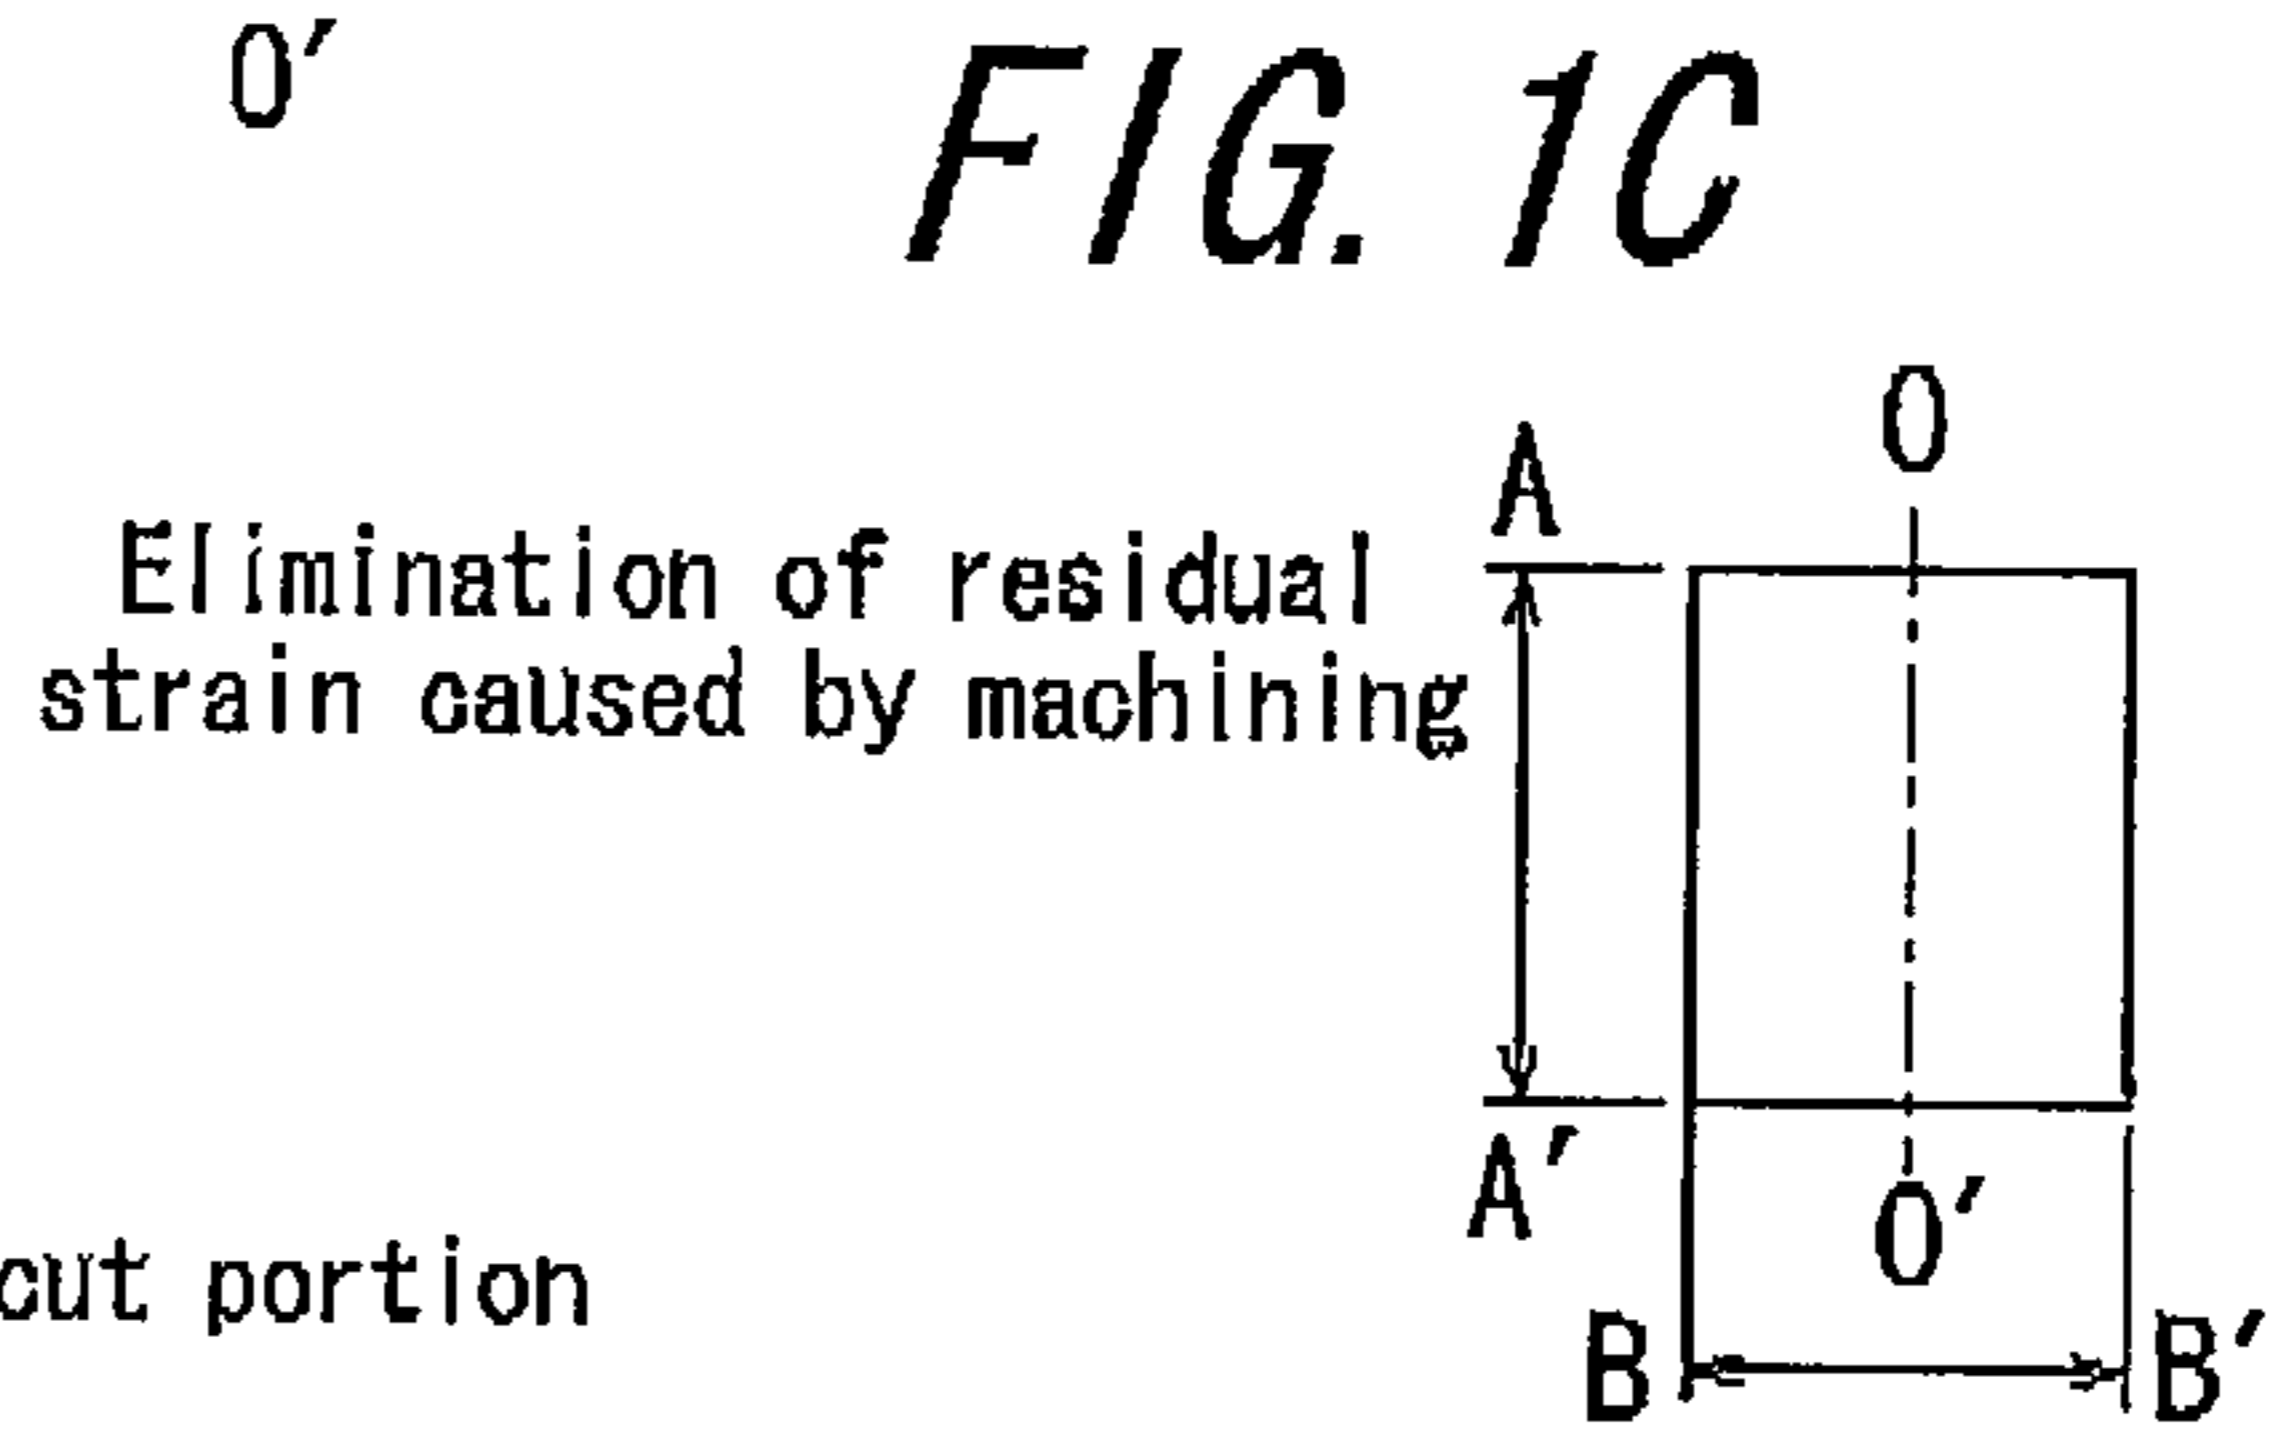 O'
FIG. 1C
O
A
Elimination of residual
strain caused by machining
A'
O'
cut portion
B
B'